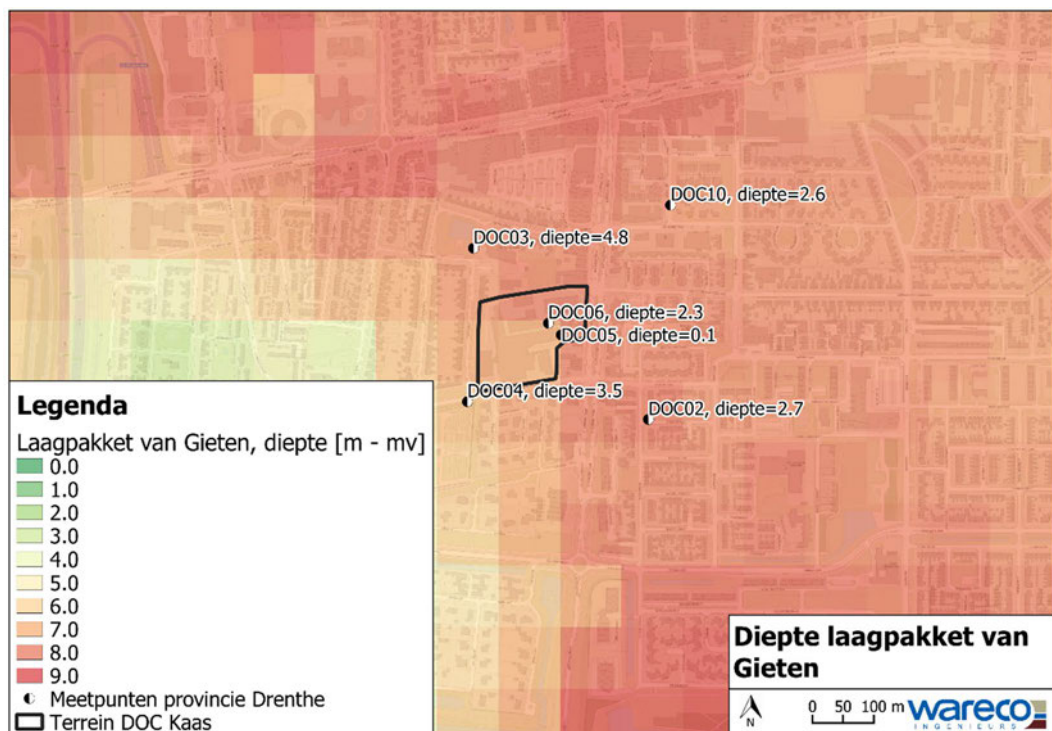 DOC10, diepte=2.6
DOC03, diepte=4.8
DOC06, diepte=2.3
DOC05, diepte=0.1
DOC04, diepte=3.5
DOC02, diepte=2.7
Legenda
Laagpakket van Gieten, diepte [m - mv]
0.0
1.0
2.0
3.0
4.0
5.0
6.0
7.0
8.0
9.0
Meetpunten provincie Drenthe
Terrein DOC Kaas
Diepte laagpakket van
Gieten
N
0 50 100 m
wareco
INGENIEURS